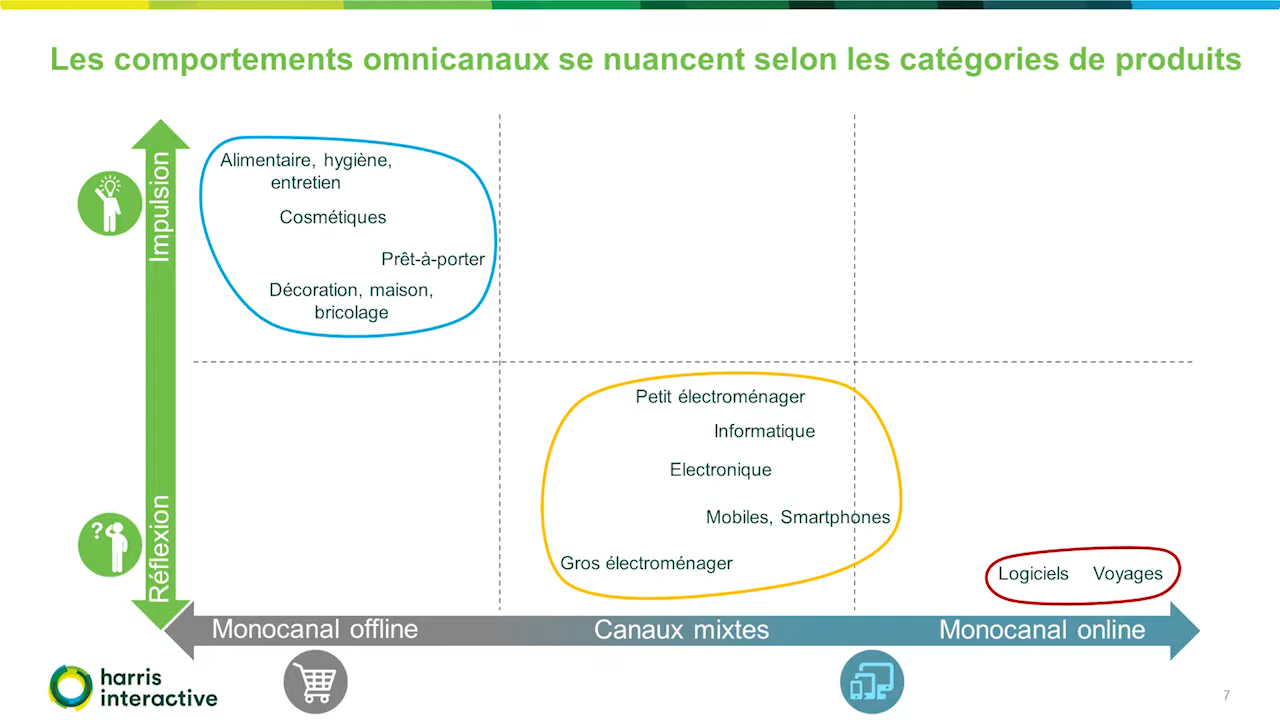 Les comportements omnicanaux se nuancent selon les catégories de produits
Impulsion
Alimentaire, hygiène,
entretien
Cosmétiques
Prêt-à-porter
Décoration, maison,
bricolage
Petit électroménager
Informatique
Electronique
Mobiles, Smartphones
Gros électroménager
Logiciels Voyages
?
Réflexion
Monocanal offline Canaux mixtes Monocanal online
harris
interactive
7